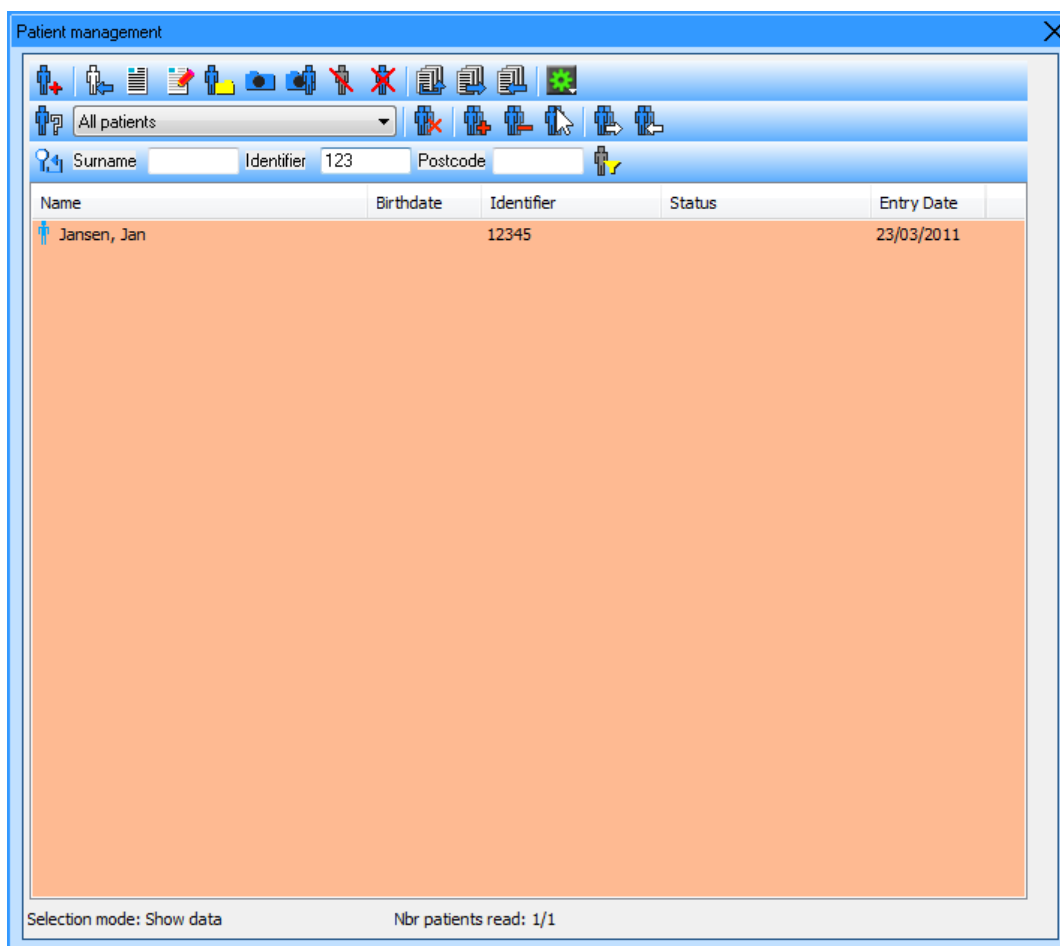 Patient management
All patients
Surname Identifier 123 Postcode
Name Birthdate Identifier Status Entry Date
Jansen, Jan 12345 23/03/2011
Selection mode: Show data Nbr patients read: 1/1